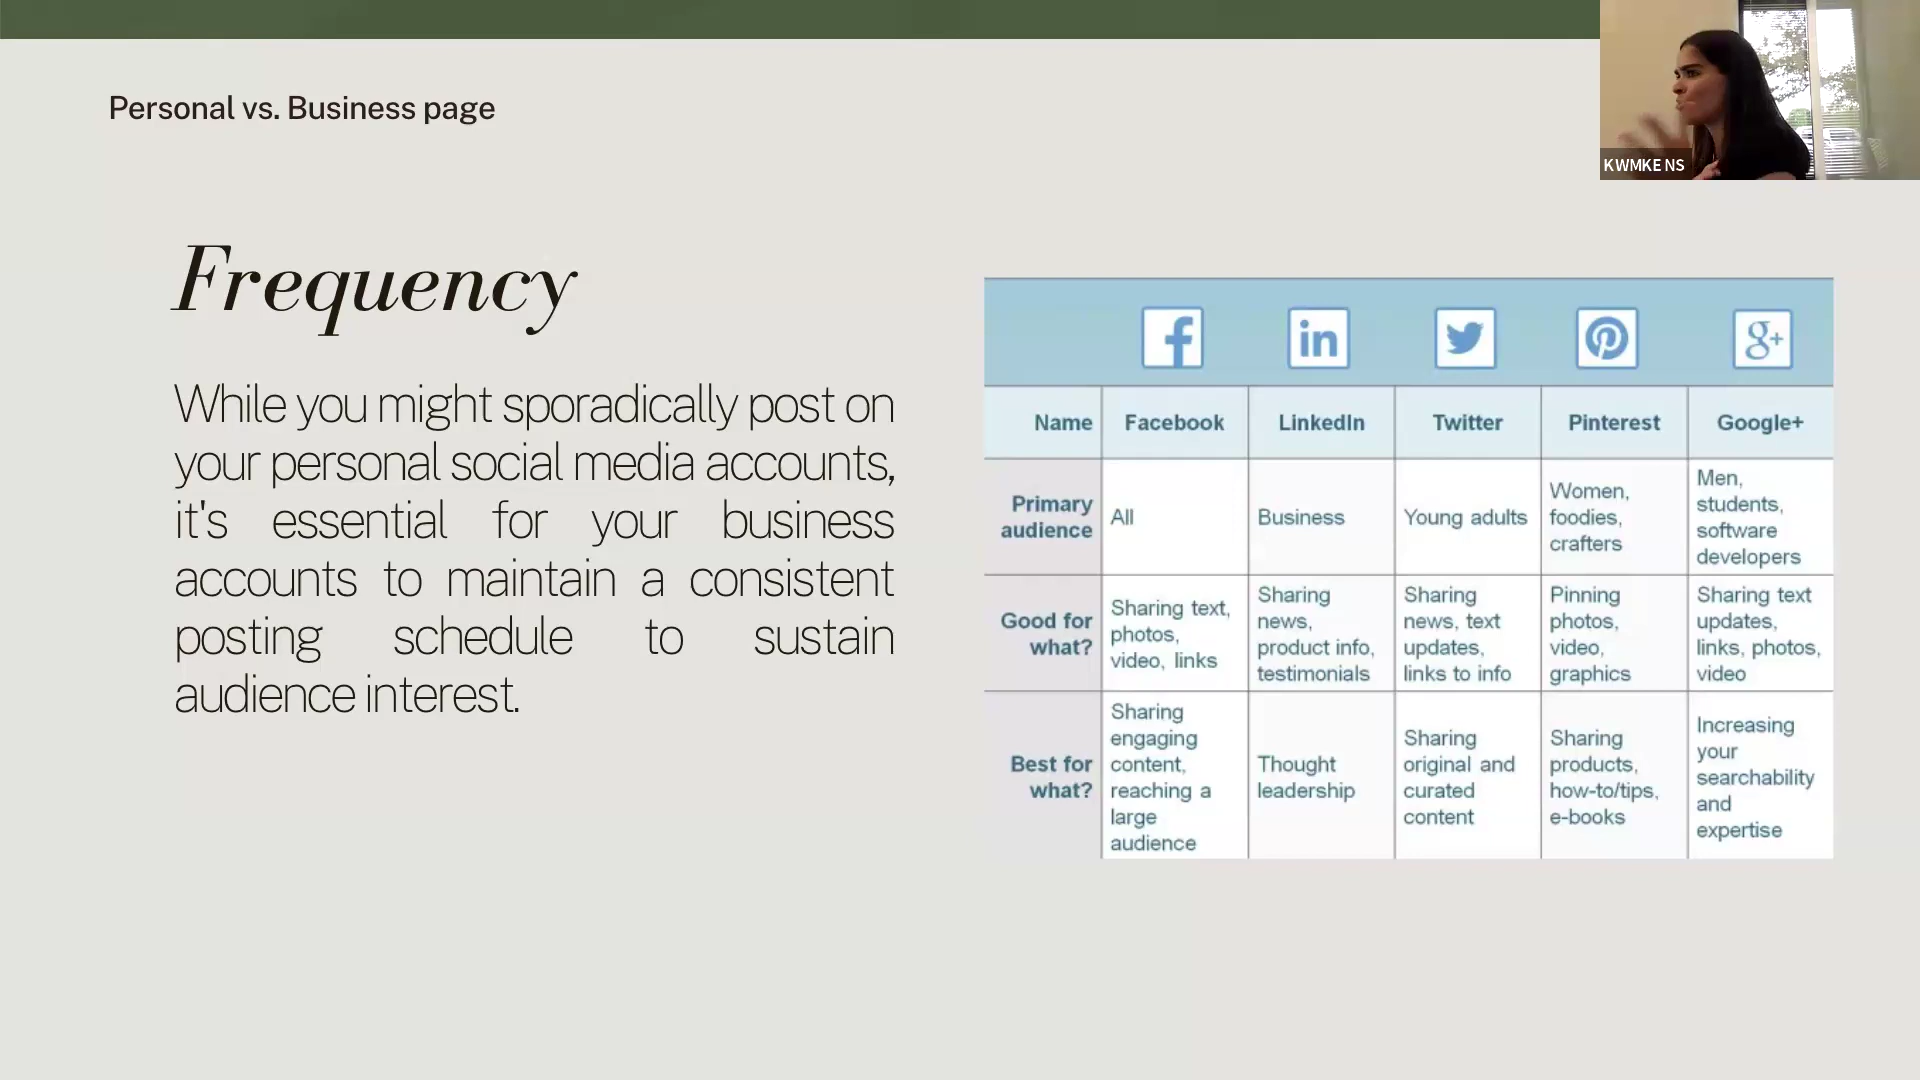 Personal vs. Business page
KWMKE NS
Frequency
While you might sporadically post on
your personal social media accounts,
it's essential for your business
accounts to maintain a consistent
posting schedule to sustain
audience interest.
f in P g+
Name Facebook LinkedIn Twitter Pinterest Google+
Primary audience
All
Business
Young adults
Women,
foodies,
crafters
Men,
students,
software
developers
Good for
what?
Sharing text,
photos,
video, links
Sharing
news,
product info,
testimonials
Sharing
news, text
updates,
links to info
Pinning
photos,
video,
graphics
Sharing text
updates,
links, photos,
video
Best for
what?
Sharing
engaging
content,
reaching a
large
audience
Thought
leadership
Sharing
original and
curated
content
Sharing
products,
how-to/tips,
e-books
Increasing
your
searchability
and
expertise